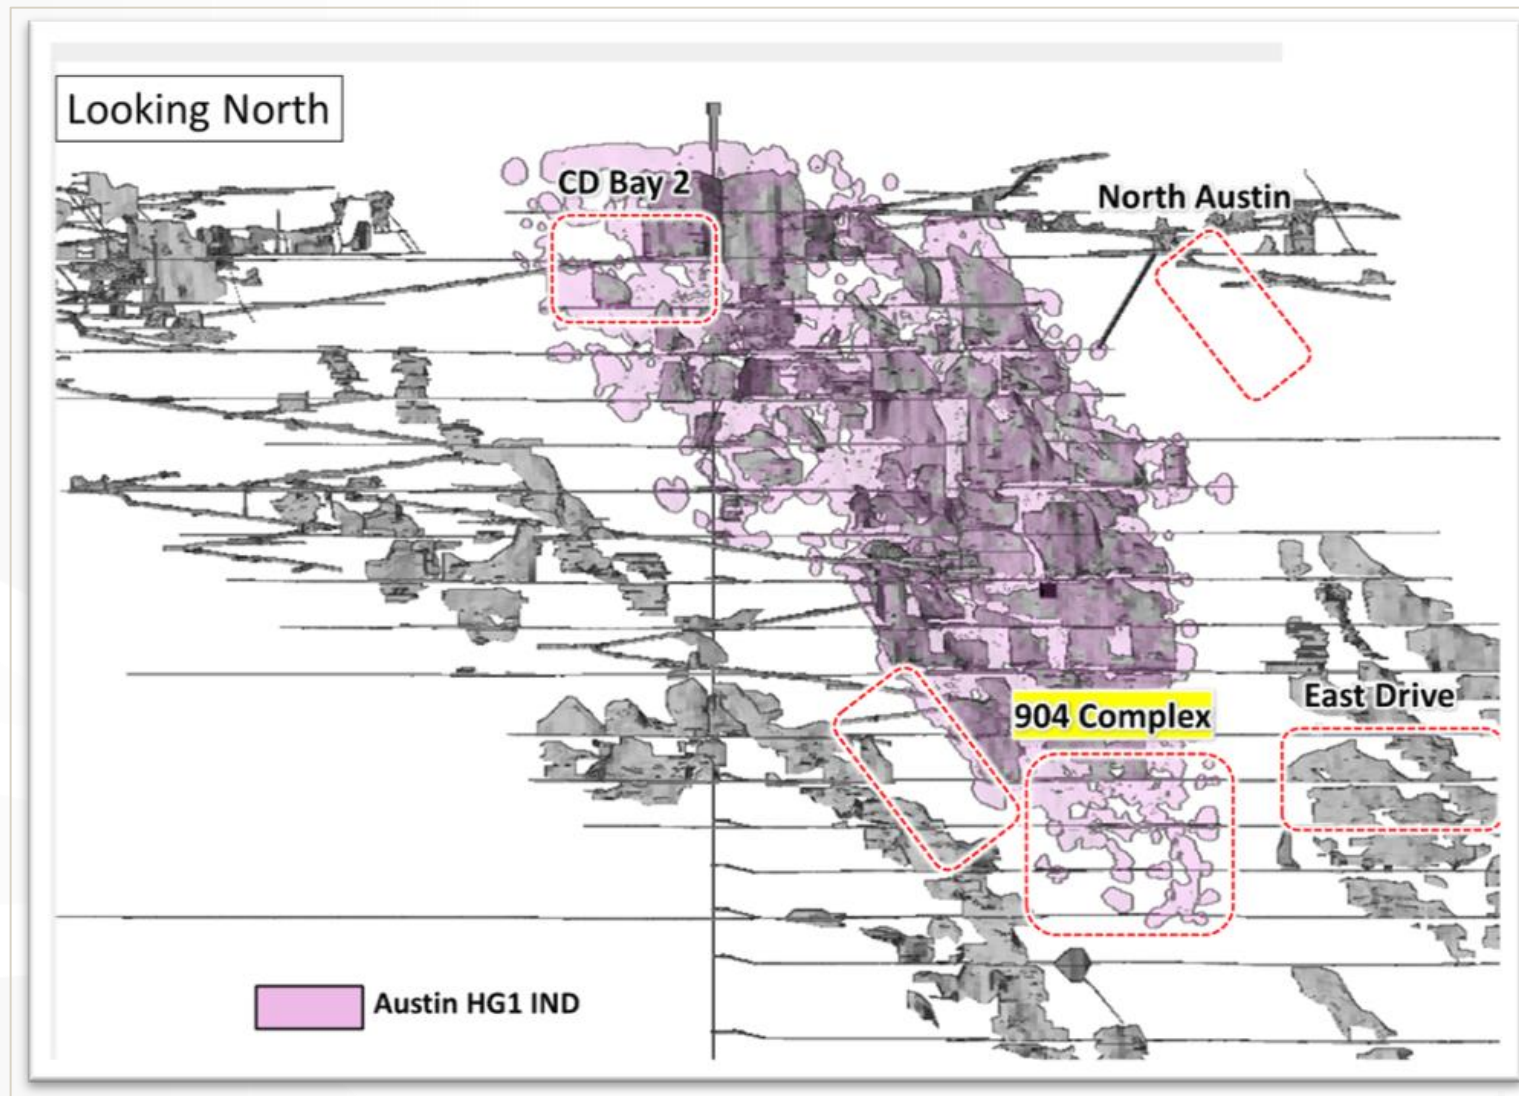 Looking North
CD Bay 2
North Austin
904 Complex
East Drive
Austin HG1 IND